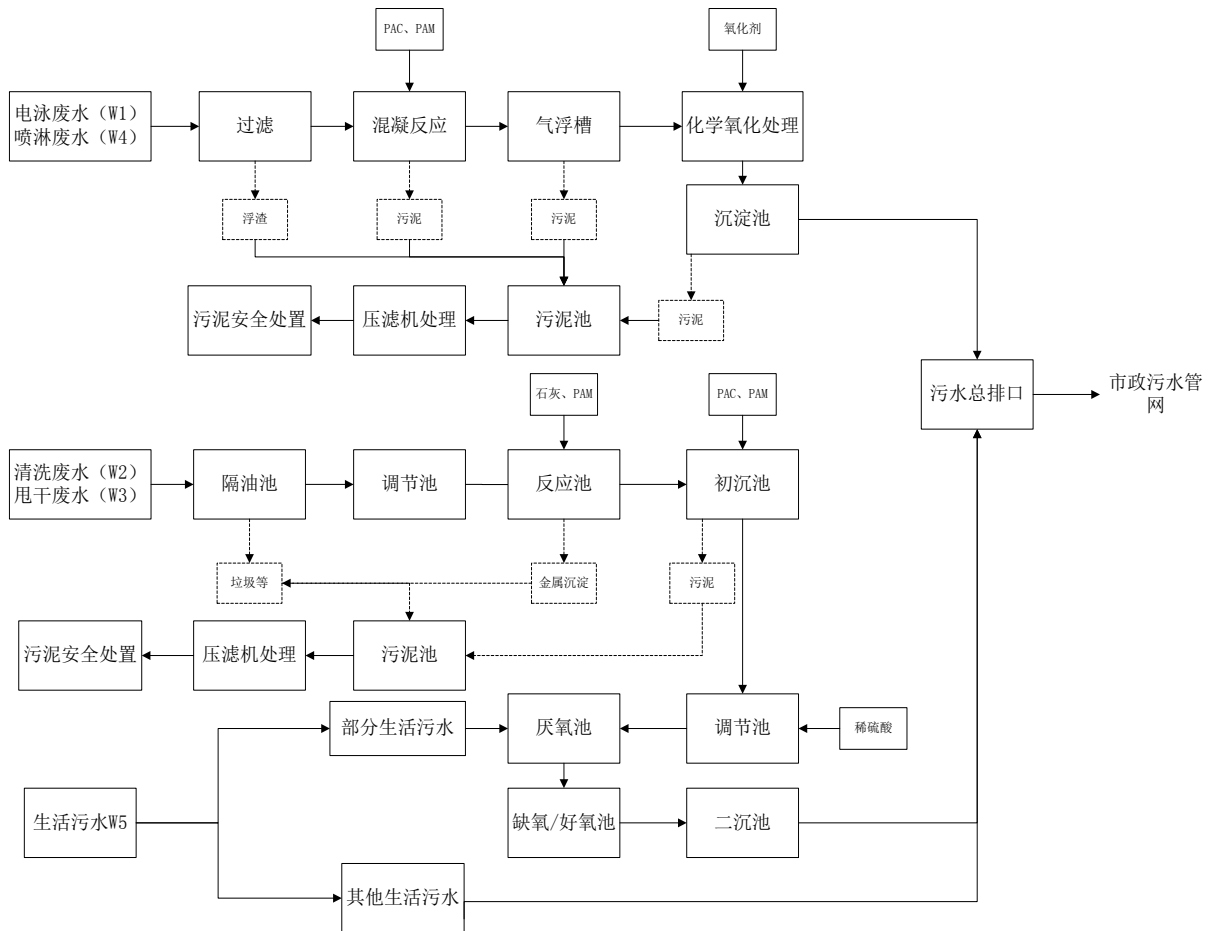 PAC、PAM
氧化剂
电泳废水（W1）
喷淋废水（W4）
过滤
混凝反应
气浮槽
化学氧化处理
浮渣
污泥
污泥
沉淀池
污泥安全处置
压滤机处理
污泥池
污泥
污水总排口
市政污水管
网
石灰、PAM
PAC、PAM
清洗废水（W2）
甩干废水（W3）
隔油池
调节池
反应池
初沉池
垃圾等
金属沉淀
污泥
污泥安全处置
压滤机处理
污泥池
部分生活污水
厌氧池
调节池
稀硫酸
生活污水W5
缺氧/好氧池
二沉池
其他生活污水